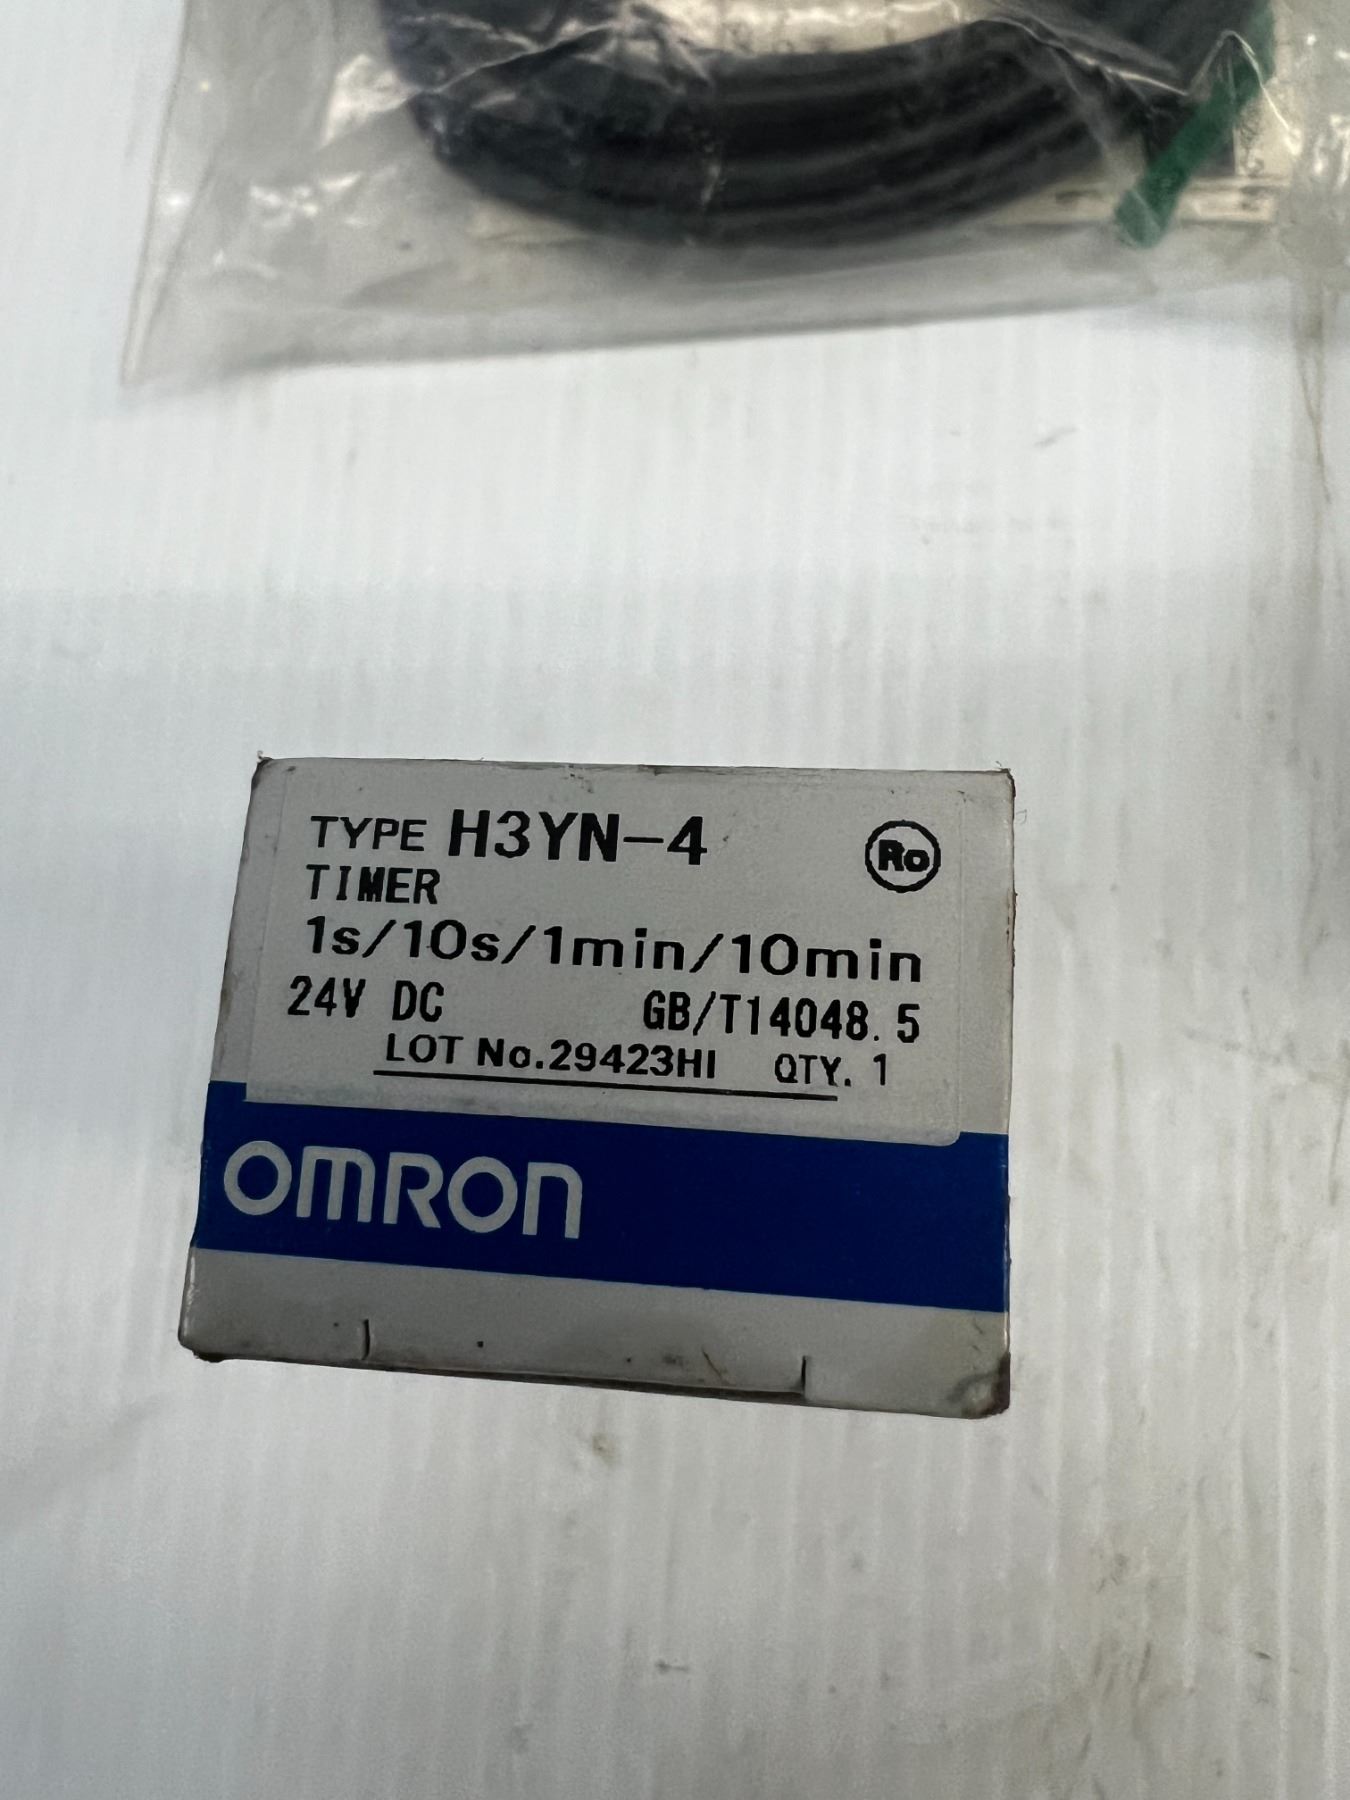 TYPE H3YN-4
Ro
TIMER
1s/10s/1min/10min
24V DC GB/T14048.5
LOT No.29423HI QTY. 1
OMRON